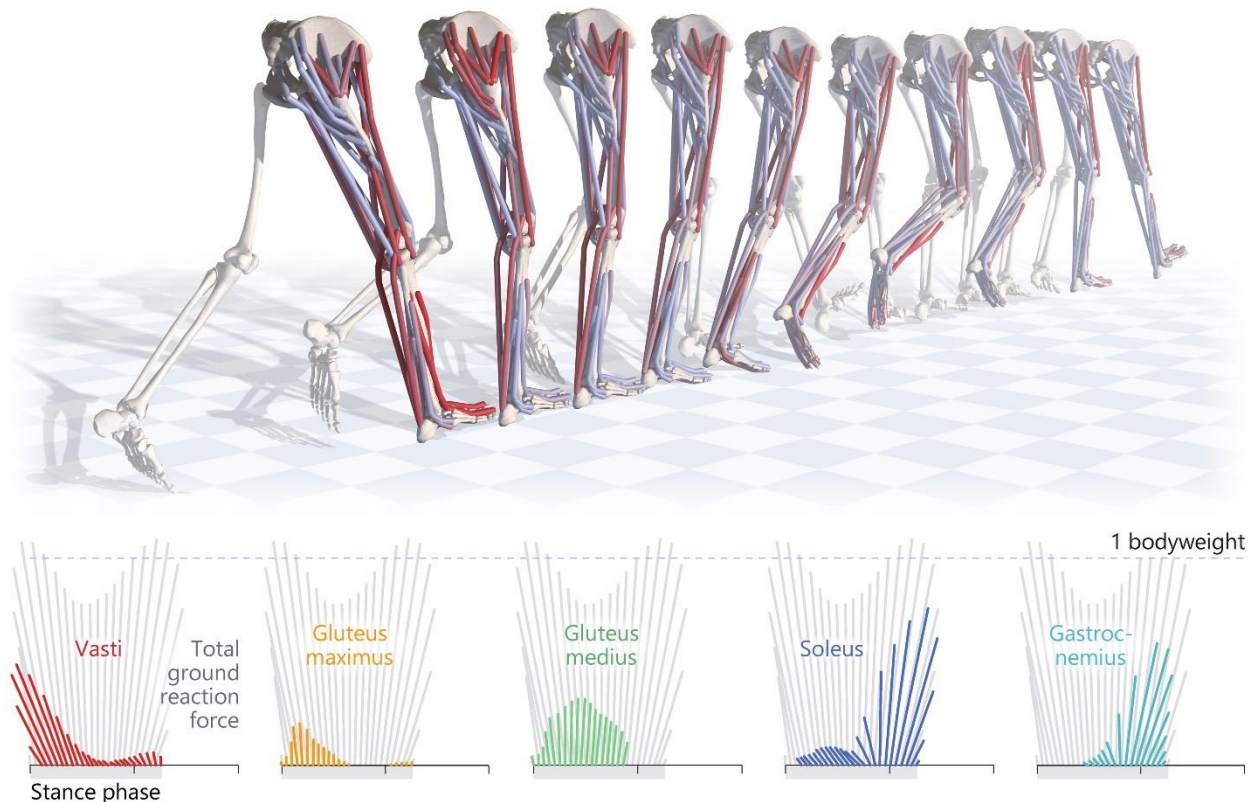 1 bodyweight
Vasti
Total
ground
reaction
force
Gluteus
maximus
Gluteus
medius
Soleus
Gastroc-
nemius
Stance phase